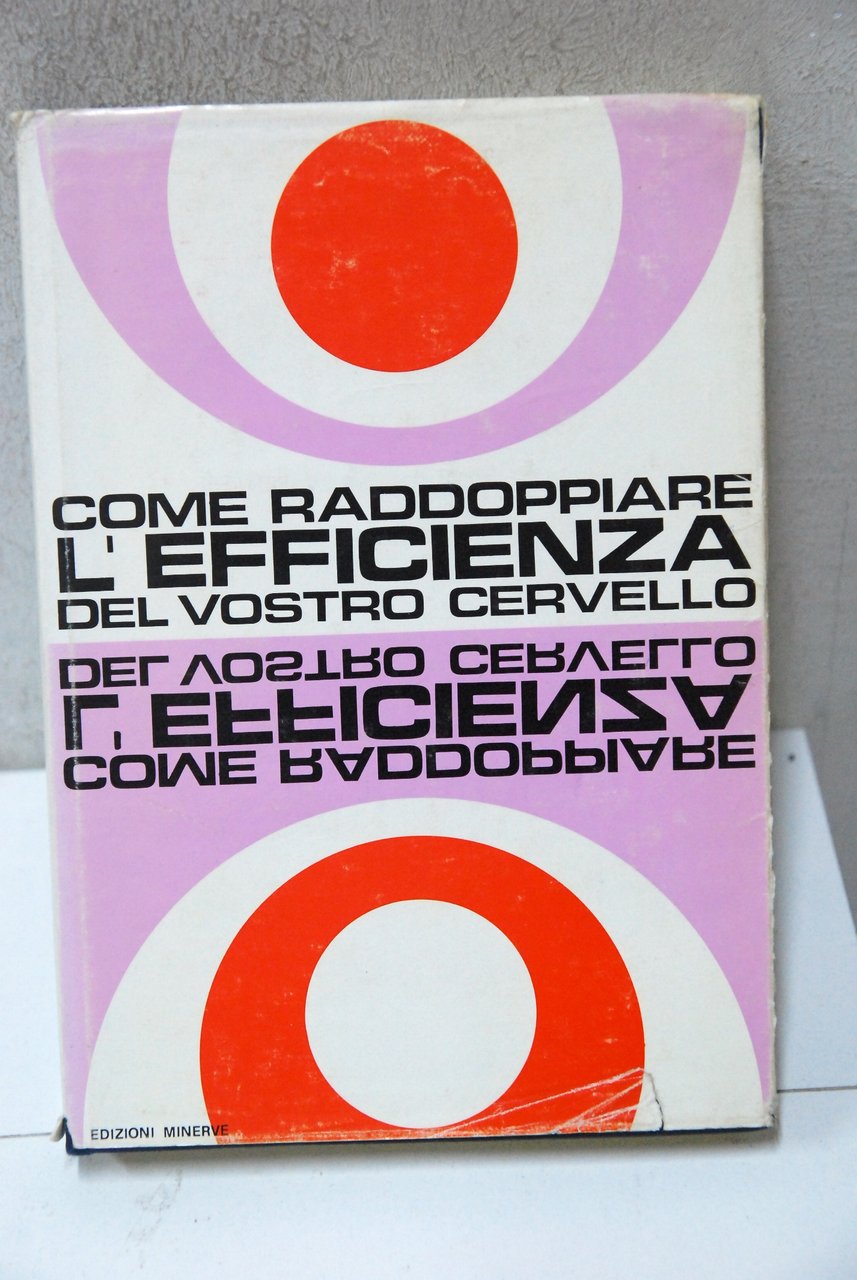 COME RADDOPPIARE
L'EFFICIENZA
DEL VOSTRO CERVELLO
DEL VOSTRO CERVELLO
L'EFFICIENZA
COME RADDOPPIARE
EDIZIONI MINERVE